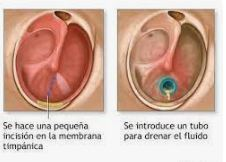 Se hace una pequeña
incisión en la membrana
timpánica
Se introduce un tubo
para drenar el fluido